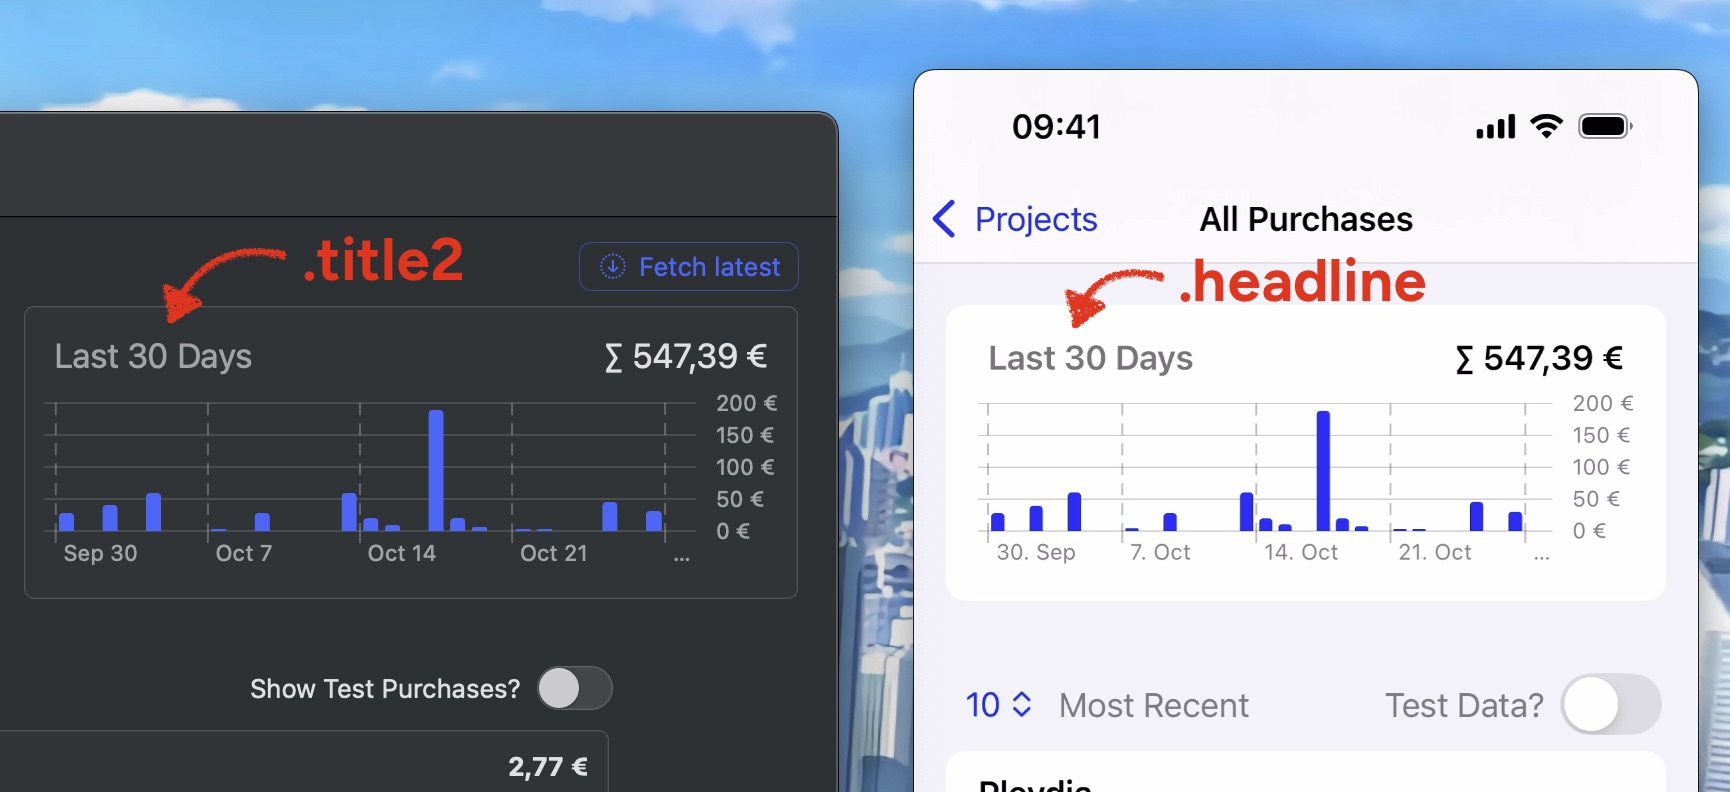 .title2
Fetch latest
Last 30 Days
∑ 547,39 €
200 €
150 €
100 €
50 €
0 €
Sep 30
Oct 7
Oct 14
Oct 21
...
Show Test Purchases?
2,77 €
09:41
Projects
All Purchases
.headline
Last 30 Days
∑ 547,39 €
200 €
150 €
100 €
50 €
0 €
30. Sep
7. Oct
14. Oct
21. Oct
...
10
Most Recent
Test Data?